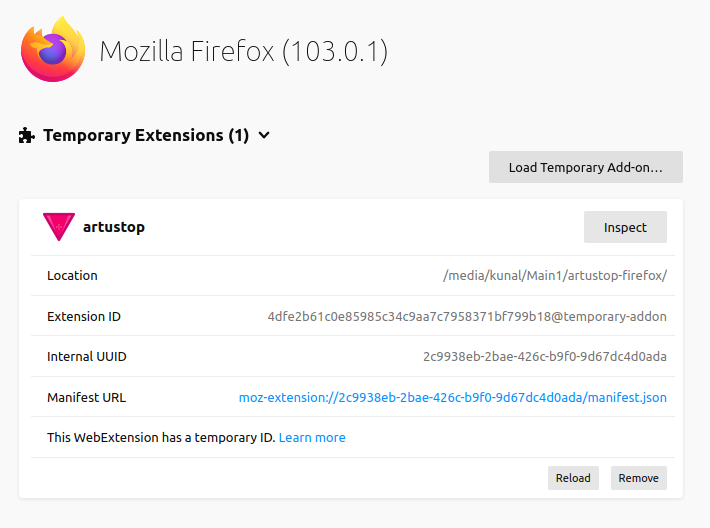 Mozilla Firefox (103.0.1)
Temporary Extensions (1)
Load Temporary Add-on...
artustop
Inspect
Location
/media/kunal/Main1/artustop-firefox/
Extension ID
4dfe2b61c0e85985c34c9aa7c7958371bf799b18@temporary-addon
Internal UUID
2c9938eb-2bae-426c-b9f0-9d67dc4d0ada
Manifest URL
moz-extension://2c9938eb-2bae-426c-b9f0-9d67dc4d0ada/manifest.json
This WebExtension has a temporary ID. Learn more
Reload
Remove